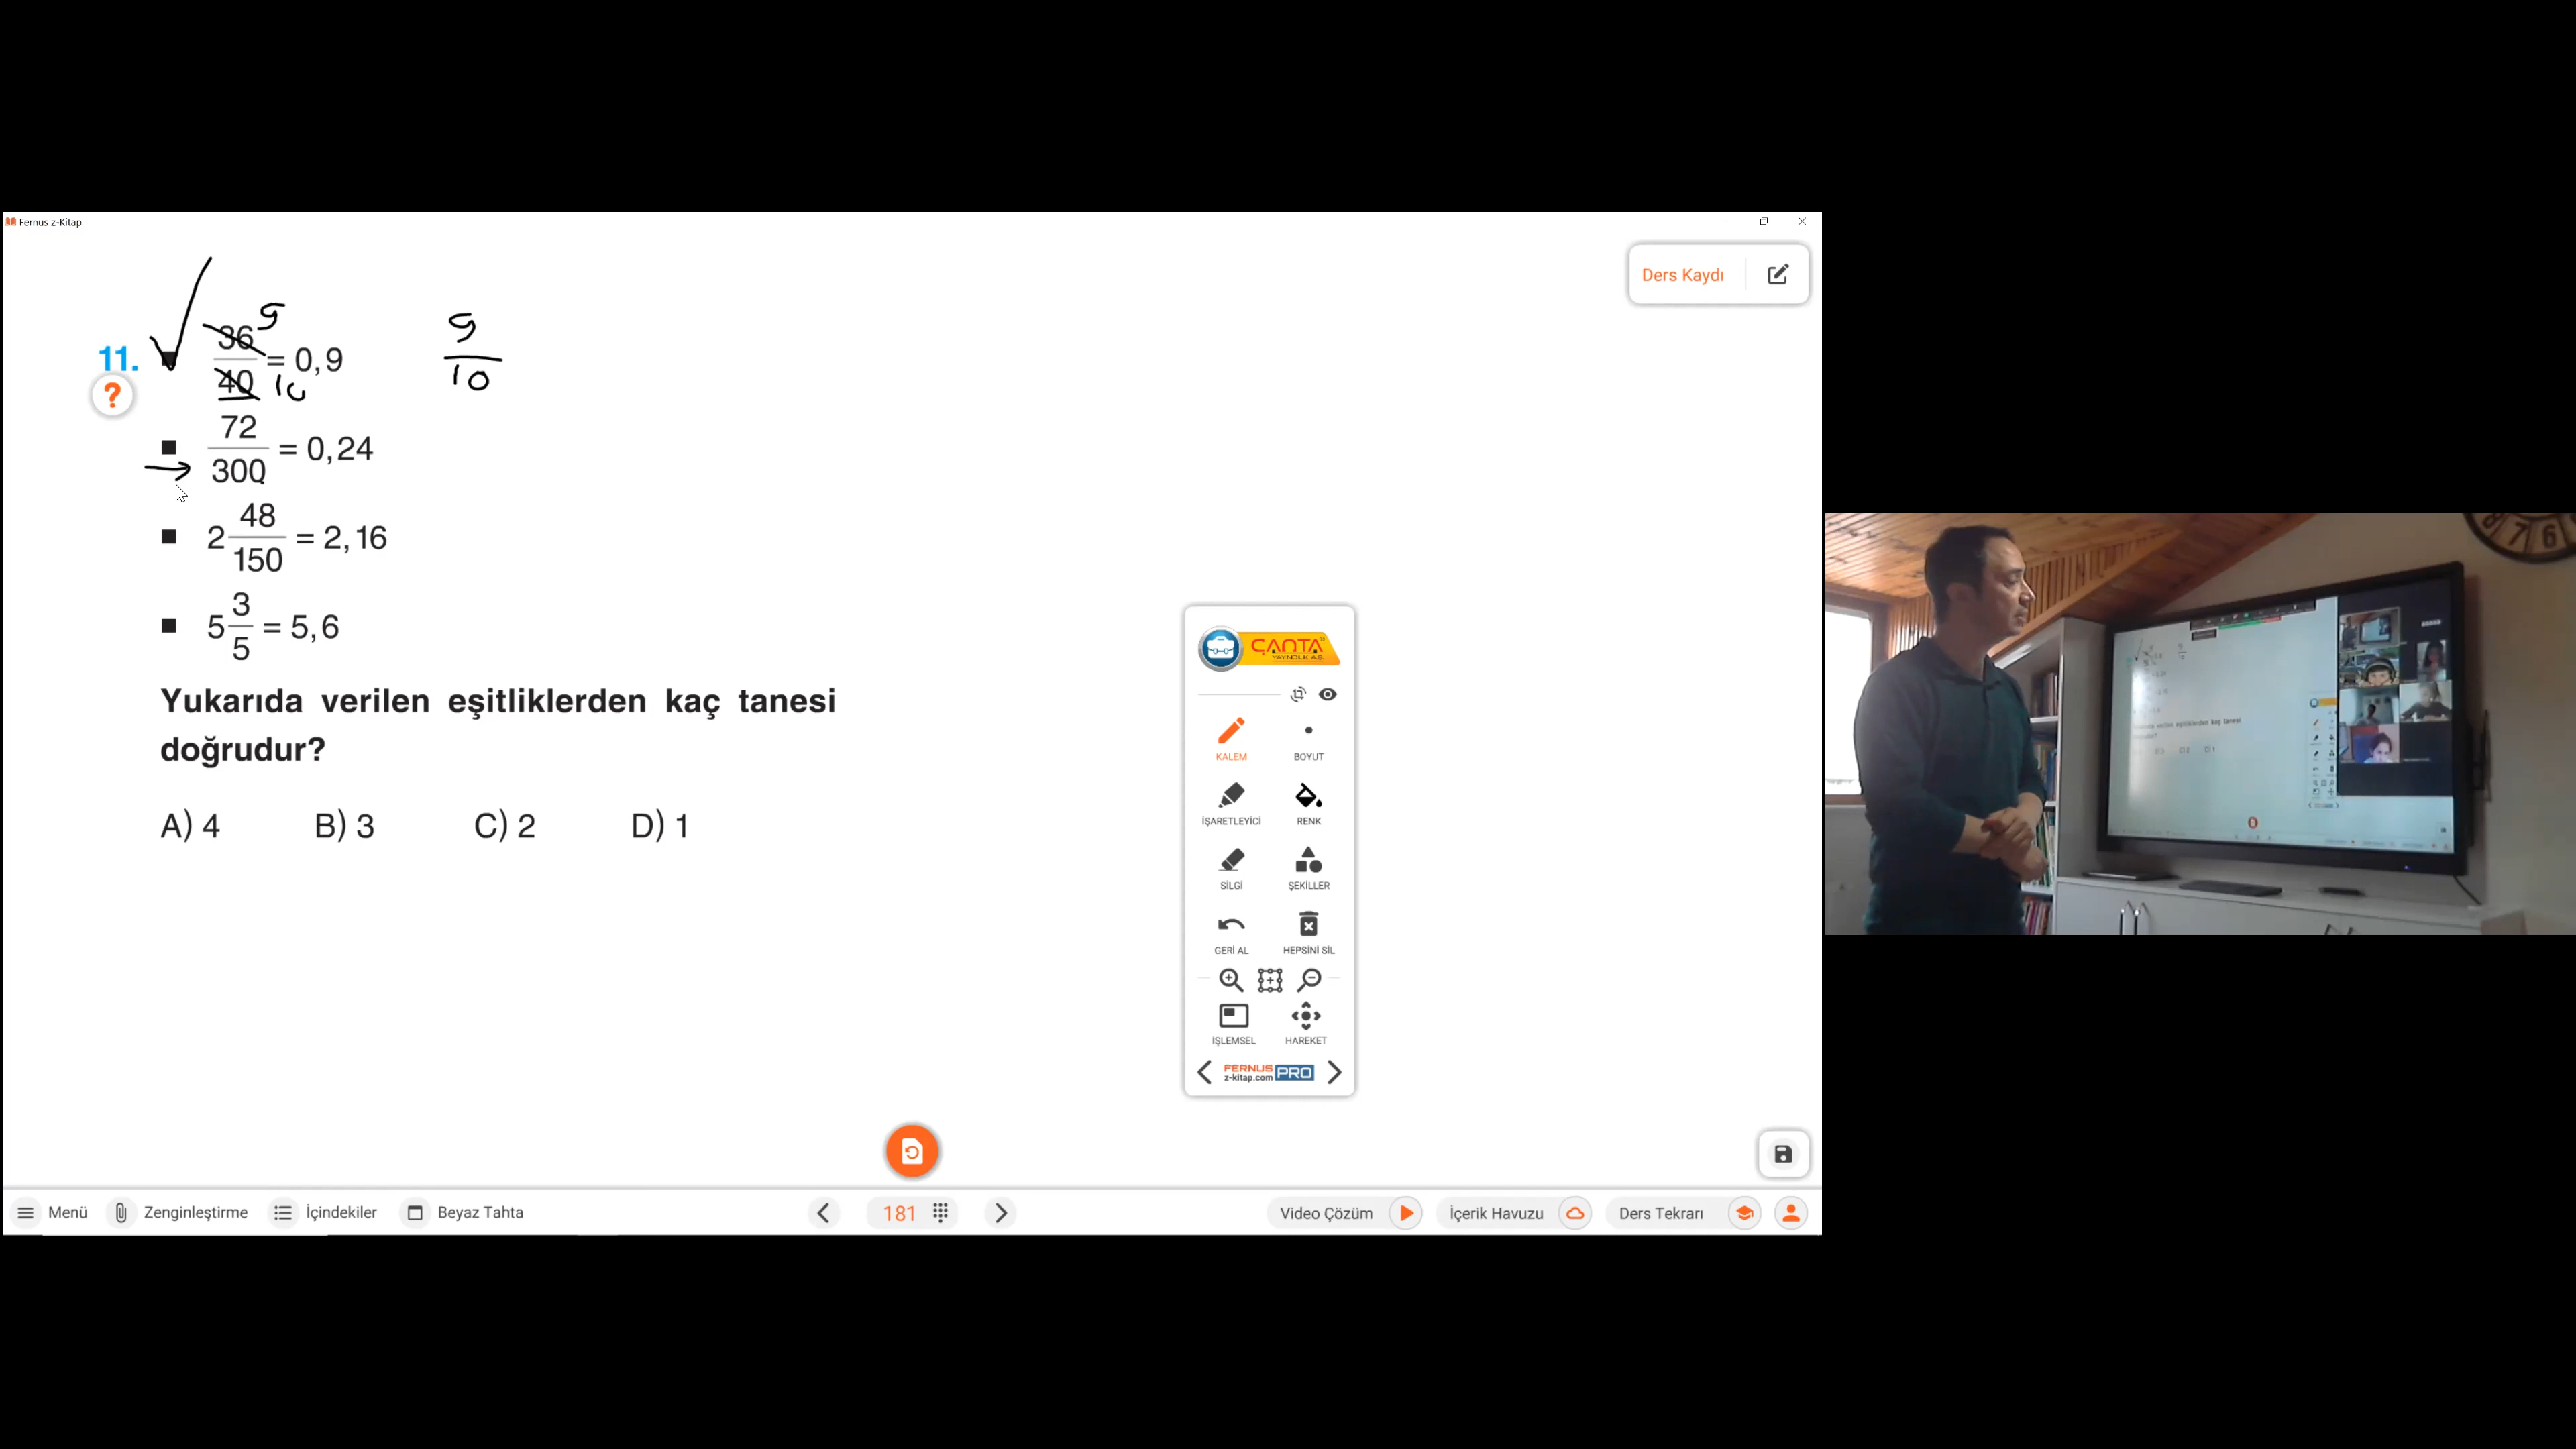 Fernus z-Kitap
Ders Kaydı
11. 36/40 = 0,9
9
10
9/10
72/300 = 0,24
2 48/150 = 2,16
5 3/5 = 5,6
Yukarıda verilen eşitliklerden kaç tanesi
doğrudur?
A) 4 B) 3 C) 2 D) 1
ÇANTA
YAYINCILIK A.Ş.
KALEM BOYUT
İŞARETLEYİCİ RENK
SİLGİ ŞEKİLLER
GERİ AL HEPSİNİ SİL
İŞLEMSEL HAREKET
FERNUS PRO
z-kitap.com
Menü Zenginleştirme İçindekiler Beyaz Tahta 181 Video Çözüm İçerik Havuzu Ders Tekrarı